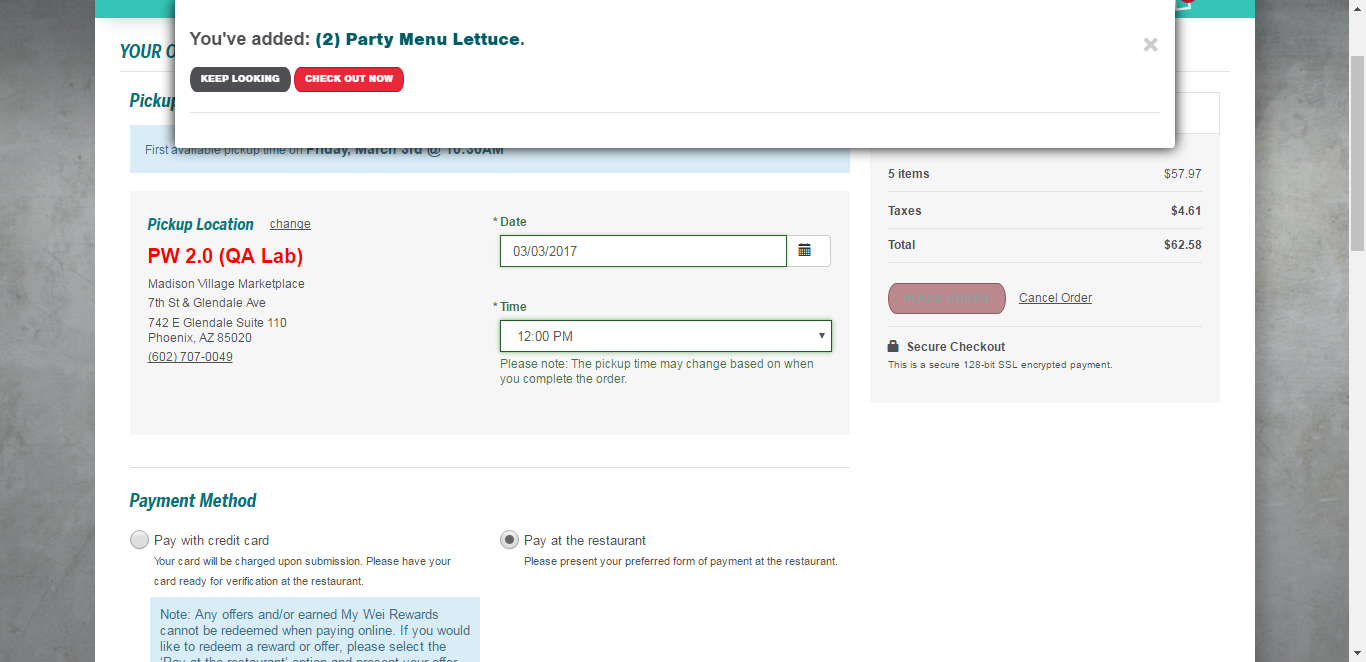 You've added: (2) Party Menu Lettuce.
KEEP LOOKING CHECK OUT NOW
YOUR O
Pickup
First available pickup time on Friday, March 3rd @ 10:30AM
Pickup Location change
PW 2.0 (QA Lab)
Madison Village Marketplace
7th St & Glendale Ave
742 E Glendale Suite 110
Phoenix, AZ 85020
(602) 707-0049
* Date
03/03/2017
* Time
12:00 PM
Please note: The pickup time may change based on when
you complete the order.
5 items $57.97
Taxes $4.61
Total $62.58
Cancel Order
Secure Checkout
This is a secure 128-bit SSL encrypted payment.
Payment Method
Pay with credit card
Your card will be charged upon submission. Please have your
card ready for verification at the restaurant.
Note: Any offers and/or earned My Wei Rewards
cannot be redeemed when paying online. If you would
like to redeem a reward or offer, please select the
'Pay at the restaurant' option and present your offer
Pay at the restaurant
Please present your preferred form of payment at the restaurant.